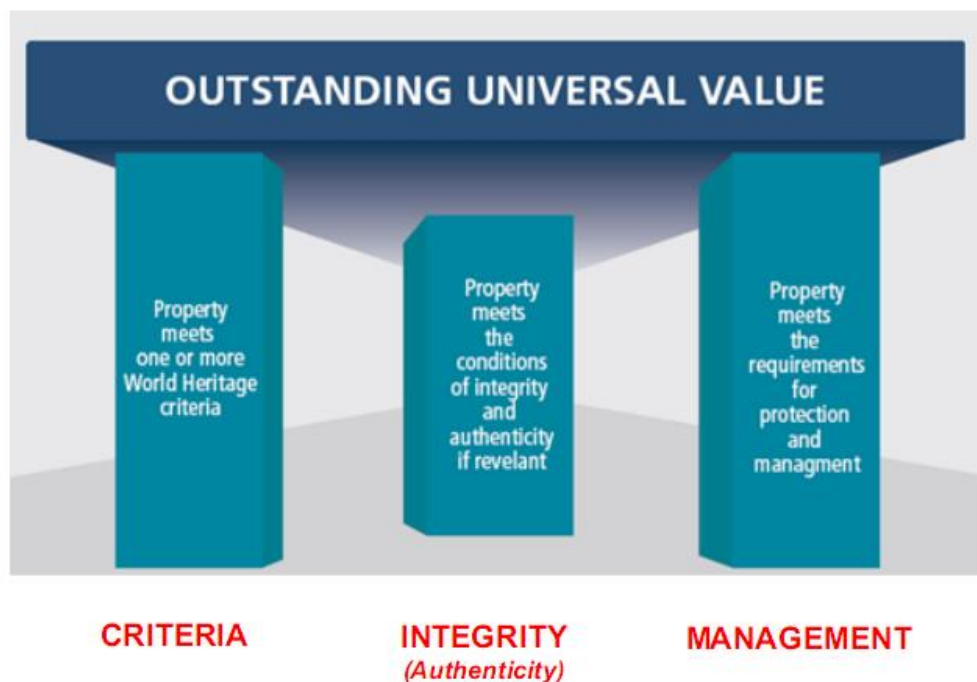 OUTSTANDING UNIVERSAL VALUE
Property
meets
one or more
World Heritage
criteria
Property
meets
the
conditions
of integrity
and
authenticity
if revelant
Property
meets
the
requirements
for
protection
and
managment
CRITERIA
INTEGRITY
(Authenticity)
MANAGEMENT